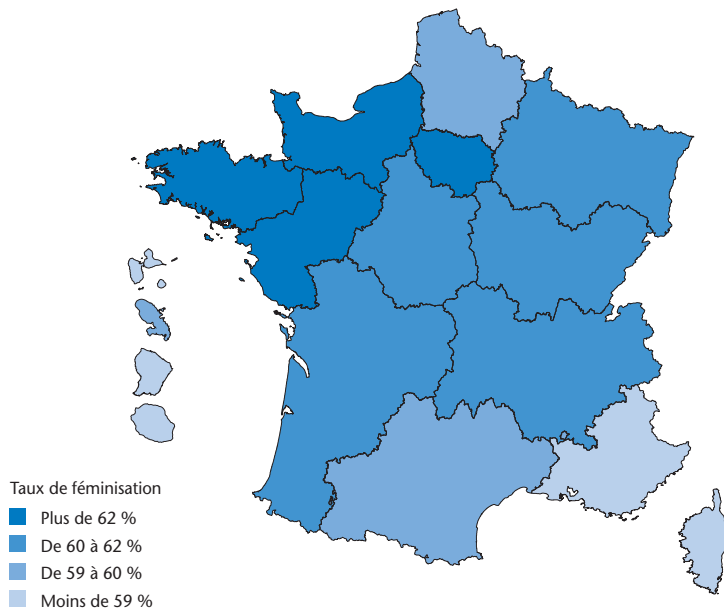 Taux de féminisation
Plus de 62 %
De 60 à 62 %
De 59 à 60 %
Moins de 59 %